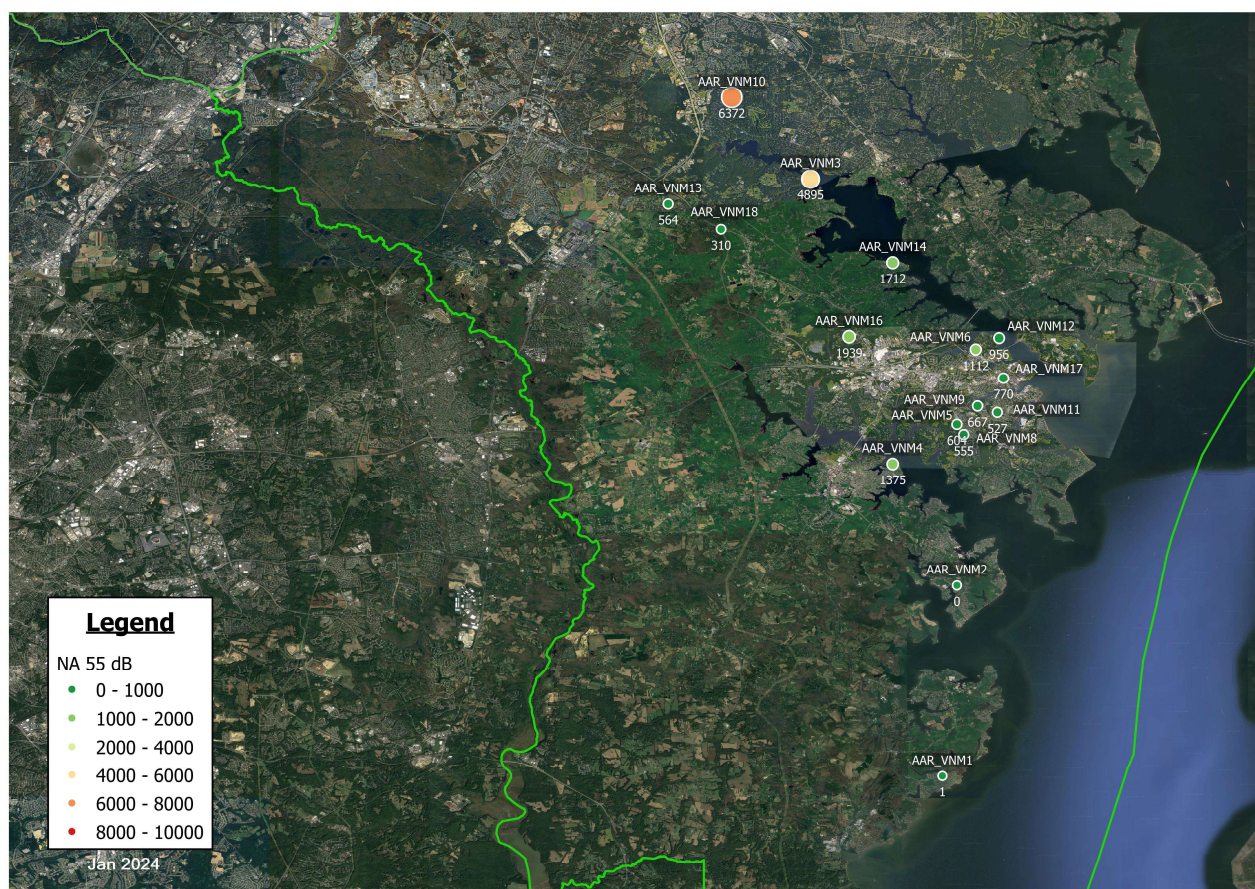 AAR_VNM10
6372
AAR_VNM3
4895
AAR_VNM13
564
AAR_VNM18
310
AAR_VNM14
1712
AAR_VNM16
1939
AAR_VNM6
1112
AAR_VNM12
956
AAR_VNM17
770
AAR_VNM9
667
AAR_VNM11
527
AAR_VNM5
604
AAR_VNM8
555
AAR_VNM4
1375
AAR_VNM2
0
AAR_VNM1
1
Legend
NA 55 dB
0 - 1000
1000 - 2000
2000 - 4000
4000 - 6000
6000 - 8000
8000 - 10000
Jan 2024